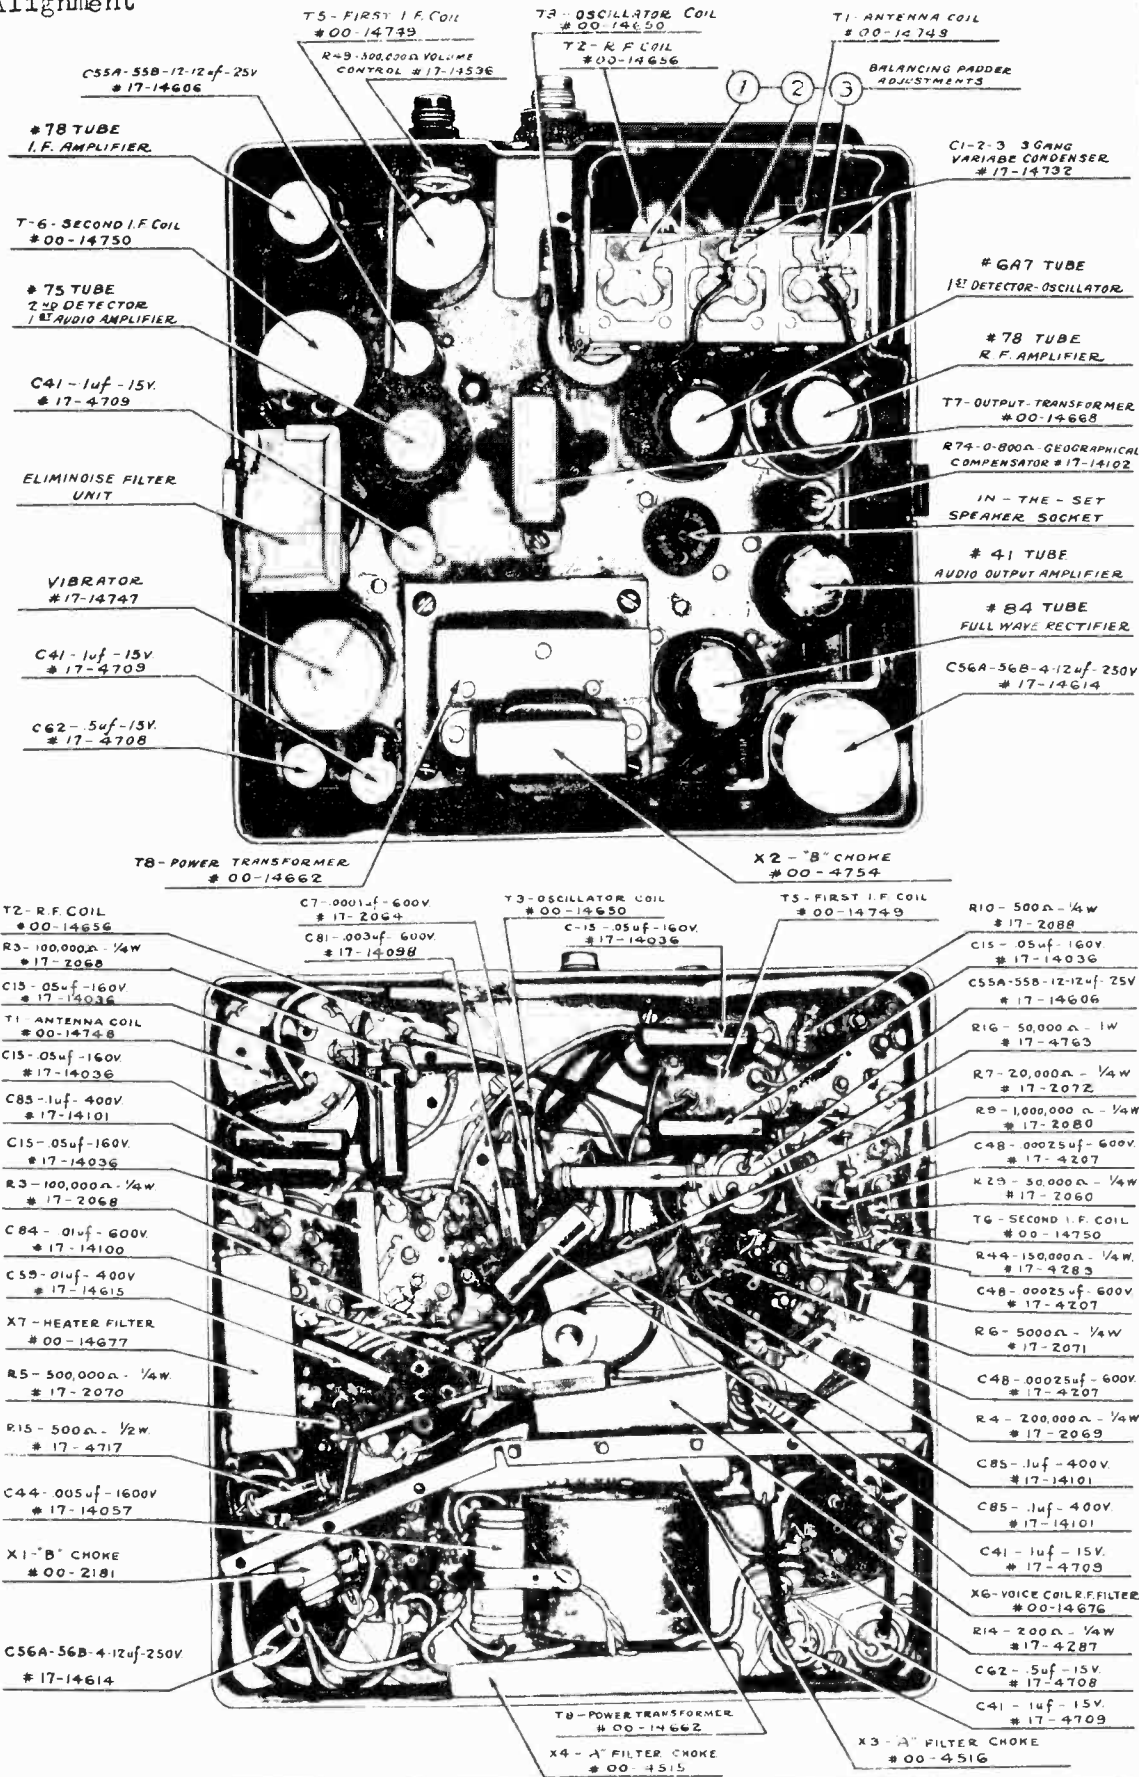 Alignment
T5-FIRST I.F. COIL
#00-14749
R49-500,000Ω VOLUME
CONTROL #17-14536
T3-OSCILLATOR COIL
#00-14650
T2-R F COIL
#00-14656
T1-ANTENNA COIL
#00-14748
1 2 3
BALANCING PADDER
ADJUSTMENTS
C55A-55B-12-12uf-25V
#17-14606
#78 TUBE
I.F. AMPLIFIER
T-6-SECOND I.F. COIL
#00-14750
#75 TUBE
2ND DETECTOR
1ST AUDIO AMPLIFIER
C41-1uf-15V.
#17-4709
ELIMINOISE FILTER
UNIT
VIBRATOR
#17-14747
C41-1uf-15V
#17-4709
C62-.5uf-15V.
#17-4708
T8-POWER TRANSFORMER
#00-14662
C1-2-3 3 GANG
VARIABE CONDENSER
#17-14732
#6A7 TUBE
1ST DETECTOR-OSCILLATOR
#78 TUBE
R.F. AMPLIFIER
T7-OUTPUT-TRANSFORMER
#00-14668
R74-0-800Ω-GEOGRAPHICAL
COMPENSATOR #17-14102
IN-THE-SET
SPEAKER SOCKET
#41 TUBE
AUDIO OUTPUT AMPLIFIER
#84 TUBE
FULL WAVE RECTIFIER
C56A-56B-4-12uf-250V
#17-14614
X2-"B" CHOKE
#00-4754
T2-R.F. COIL
#00-14656
R3-100,000Ω-1/4W
#17-2068
C15-.05uf-160V.
#17-14036
T1-ANTENNA COIL
#00-14748
C15-.05uf-160V.
#17-14036
C85-.1uf-400V.
#17-14101
C15-.05uf-160V.
#17-14036
R3-100,000Ω-1/4W.
#17-2068
C84-.01uf-600V.
#17-14100
C59-.01uf-400V
#17-14615
X7-HEATER FILTER
#00-14677
R5-500,000Ω-1/4W.
#17-2070
R15-500Ω-1/2W.
#17-4717
C44-.005uf-1600V
#17-14057
X1-"B" CHOKE
#00-2181
C56A-56B-4-12uf-250V.
#17-14614
C7-.0001uf-600V.
#17-2064
C81-.003uf-600V.
#17-14098
T3-OSCILLATOR COIL
#00-14650
C-15-.05uf-160V.
#17-14036
T5-FIRST I.F. COIL
#00-14749
R10-500Ω-1/4W
#17-2088
C15-.05uf-160V.
#17-14036
C55A-55B-12-12uf-25V
#17-14606
R16-50,000Ω-1W
#17-4763
R7-20,000Ω-1/4W
#17-2072
R9-1,000,000Ω-1/4W
#17-2080
C48-.00025uf-600V.
#17-4207
R29-50,000Ω-1/4W
#17-2060
T6-SECOND I.F. COIL
#00-14750
R44-150,000Ω-1/4W.
#17-4283
C48-.00025uf-600V.
#17-4207
R6-5000Ω-1/4W
#17-2071
C48-.00025uf-600V.
#17-4207
R4-200,000Ω-1/4W
#17-2069
C85-.1uf-400V.
#17-14101
C85-.1uf-400V.
#17-14101
C41-1uf-15V.
#17-4709
X6-VOICE COIL R.F. FILTER
#00-14676
R14-200Ω-1/4W
#17-4287
C62-.5uf-15V.
#17-4708
C41-1uf-15V.
#17-4709
T8-POWER TRANSFORMER
#00-14662
X4-"A" FILTER CHOKE
#00-4515
X3-"A" FILTER CHOKE
#00-4516